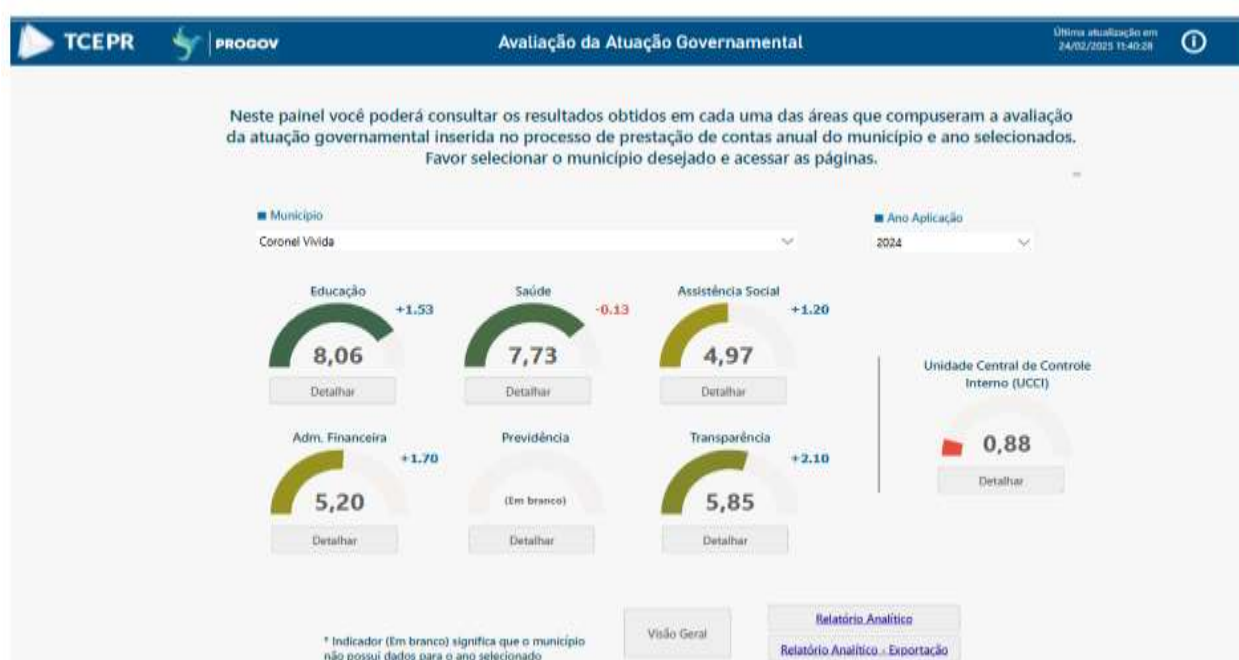 TCEPR
PROGOV
Avaliação da Atuação Governamental
Última atualização em
24/02/2025 11:40:28
Neste painel você poderá consultar os resultados obtidos em cada uma das áreas que compuseram a avaliação
da atuação governamental inserida no processo de prestação de contas anual do município e ano selecionados.
Favor selecionar o município desejado e acessar as páginas.
Município
Ano Aplicação
Coronel Vivida
2024
Educação
+1.53
8,06
Detalhar
Saúde
-0.13
7,73
Detalhar
Assistência Social
+1.20
4,97
Detalhar
Unidade Central de Controle
Interno (UCCI)
0,88
Detalhar
Adm. Financeira
+1.70
5,20
Detalhar
Previdência
(Em branco)
Detalhar
Transparência
+2.10
5,85
Detalhar
* Indicador (Em branco) significa que o município
não possui dados para o ano selecionado
Visão Geral
Relatório Analítico
Relatório Analítico - Exportação